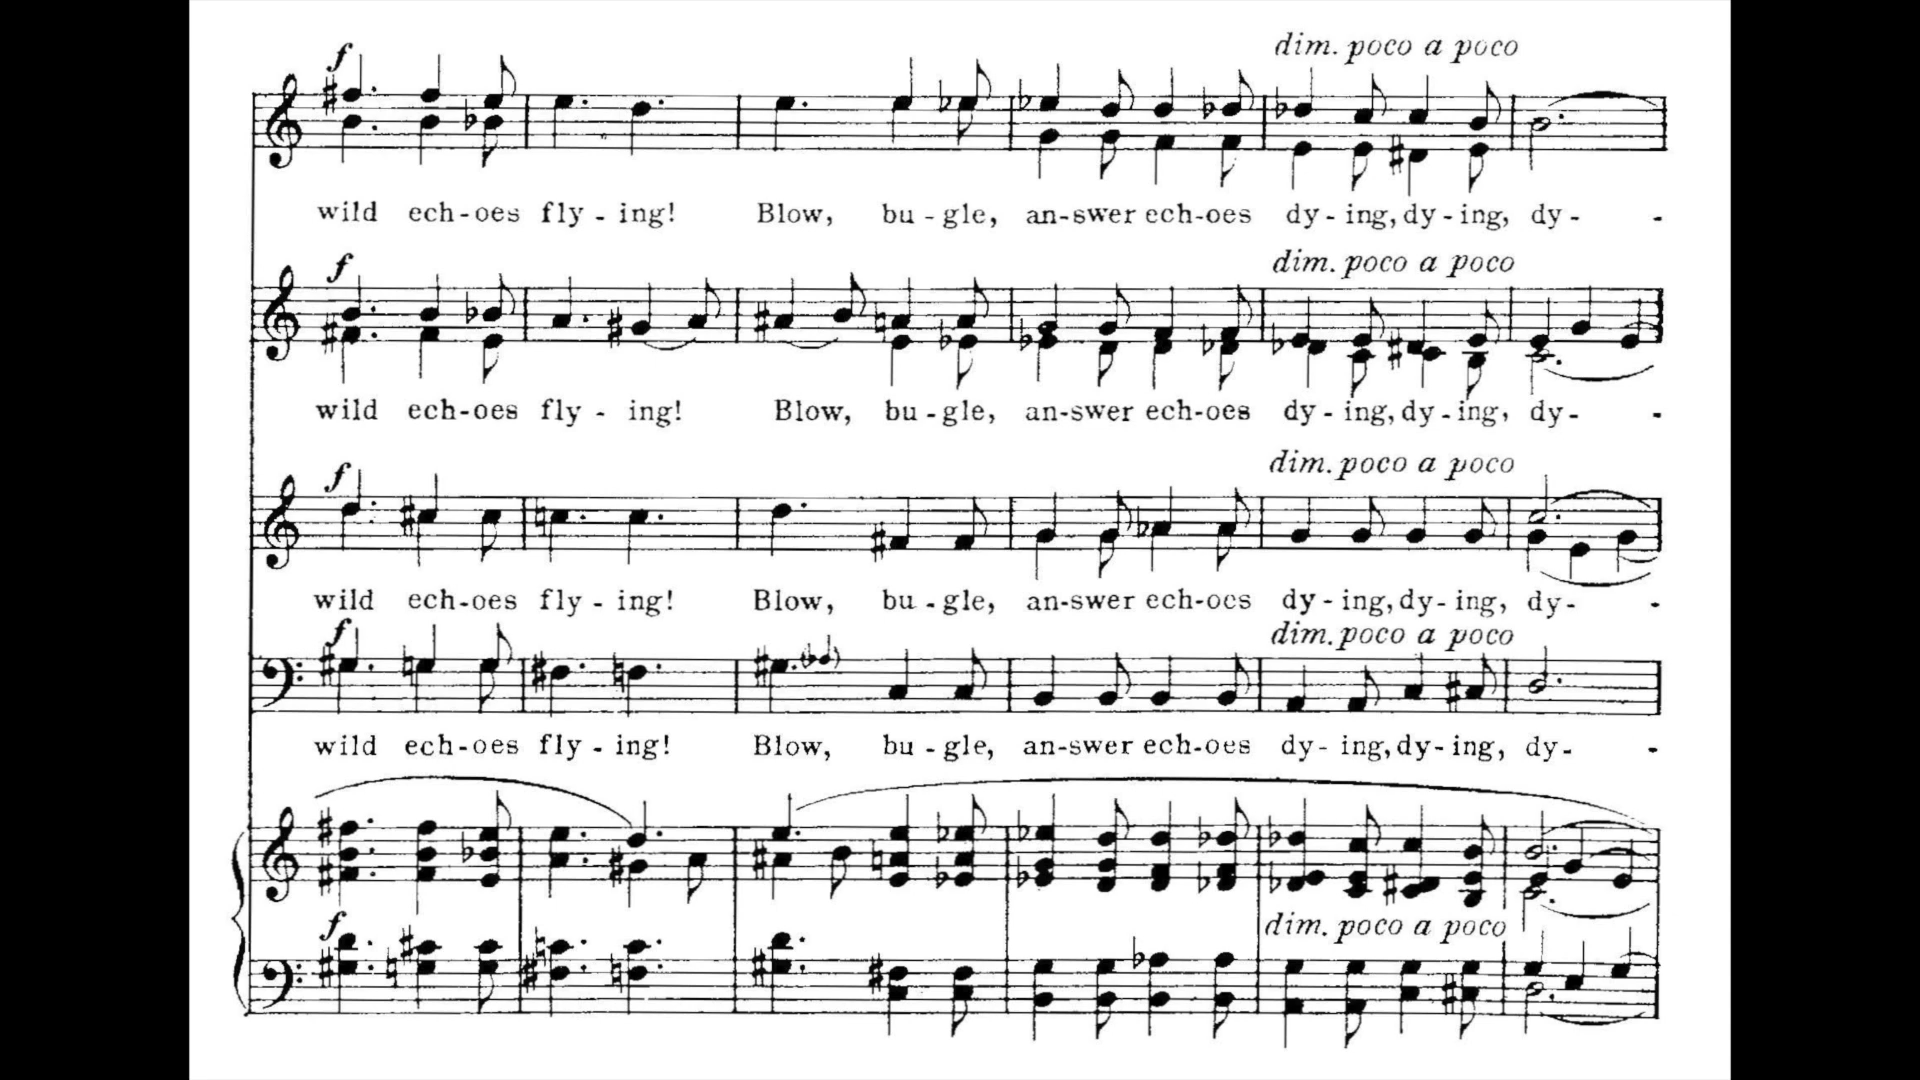 f dim. poco a poco
wild ech-oes fly - ing! Blow, bu - gle, an-swer ech-oes dy - ing, dy - ing, dy - -
f dim. poco a poco
wild ech-oes fly - ing! Blow, bu - gle, an-swer ech-oes dy - ing, dy - ing, dy - -
f dim. poco a poco
wild ech-oes fly - ing! Blow, bu - gle, an-swer ech-oes dy - ing, dy - ing, dy - -
f dim. poco a poco
wild ech-oes fly - ing! Blow, bu - gle, an-swer ech-oes dy - ing, dy - ing, dy - -
f dim. poco a poco